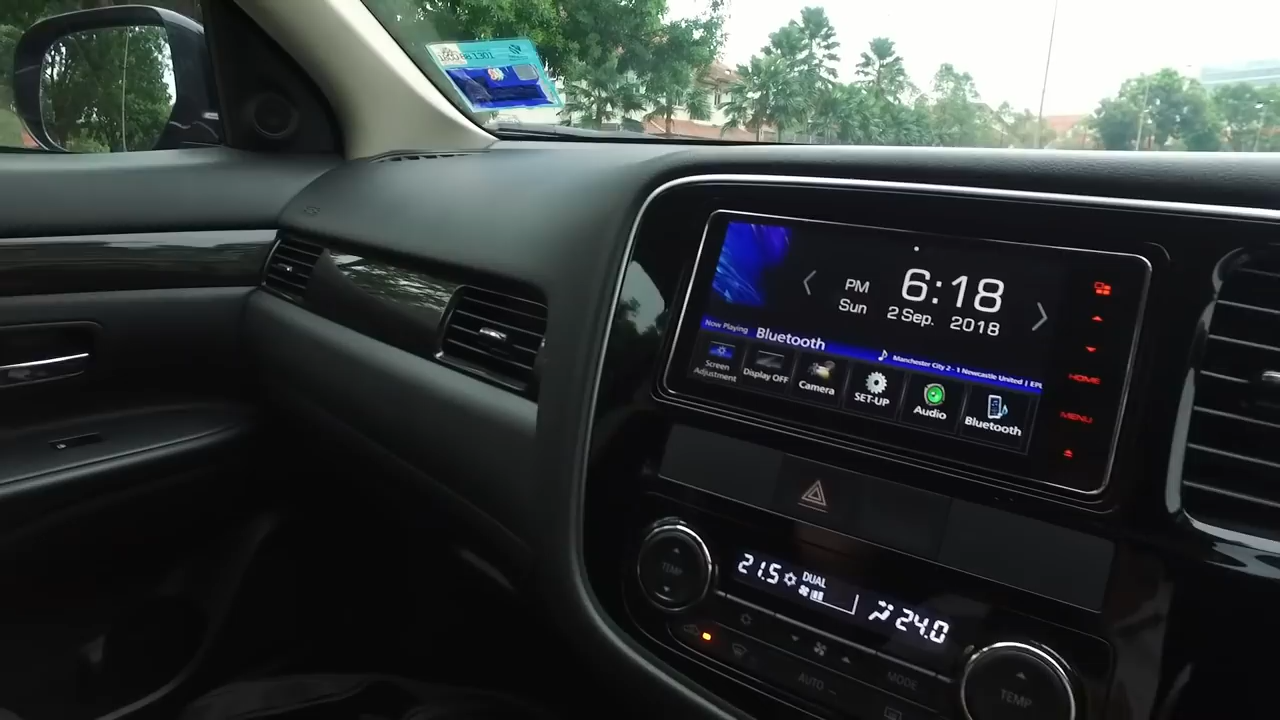 PM
6:18
Sun
2 Sep. 2018
Now Playing
Bluetooth
Manchester City 2 - 1 Newcastle United | EPL
Screen Adjustment
Display OFF
Camera
SET-UP
Audio
Bluetooth
HOME
MENU
TEMP
21.5
DUAL
24.0
AUTO
MODE
TEMP